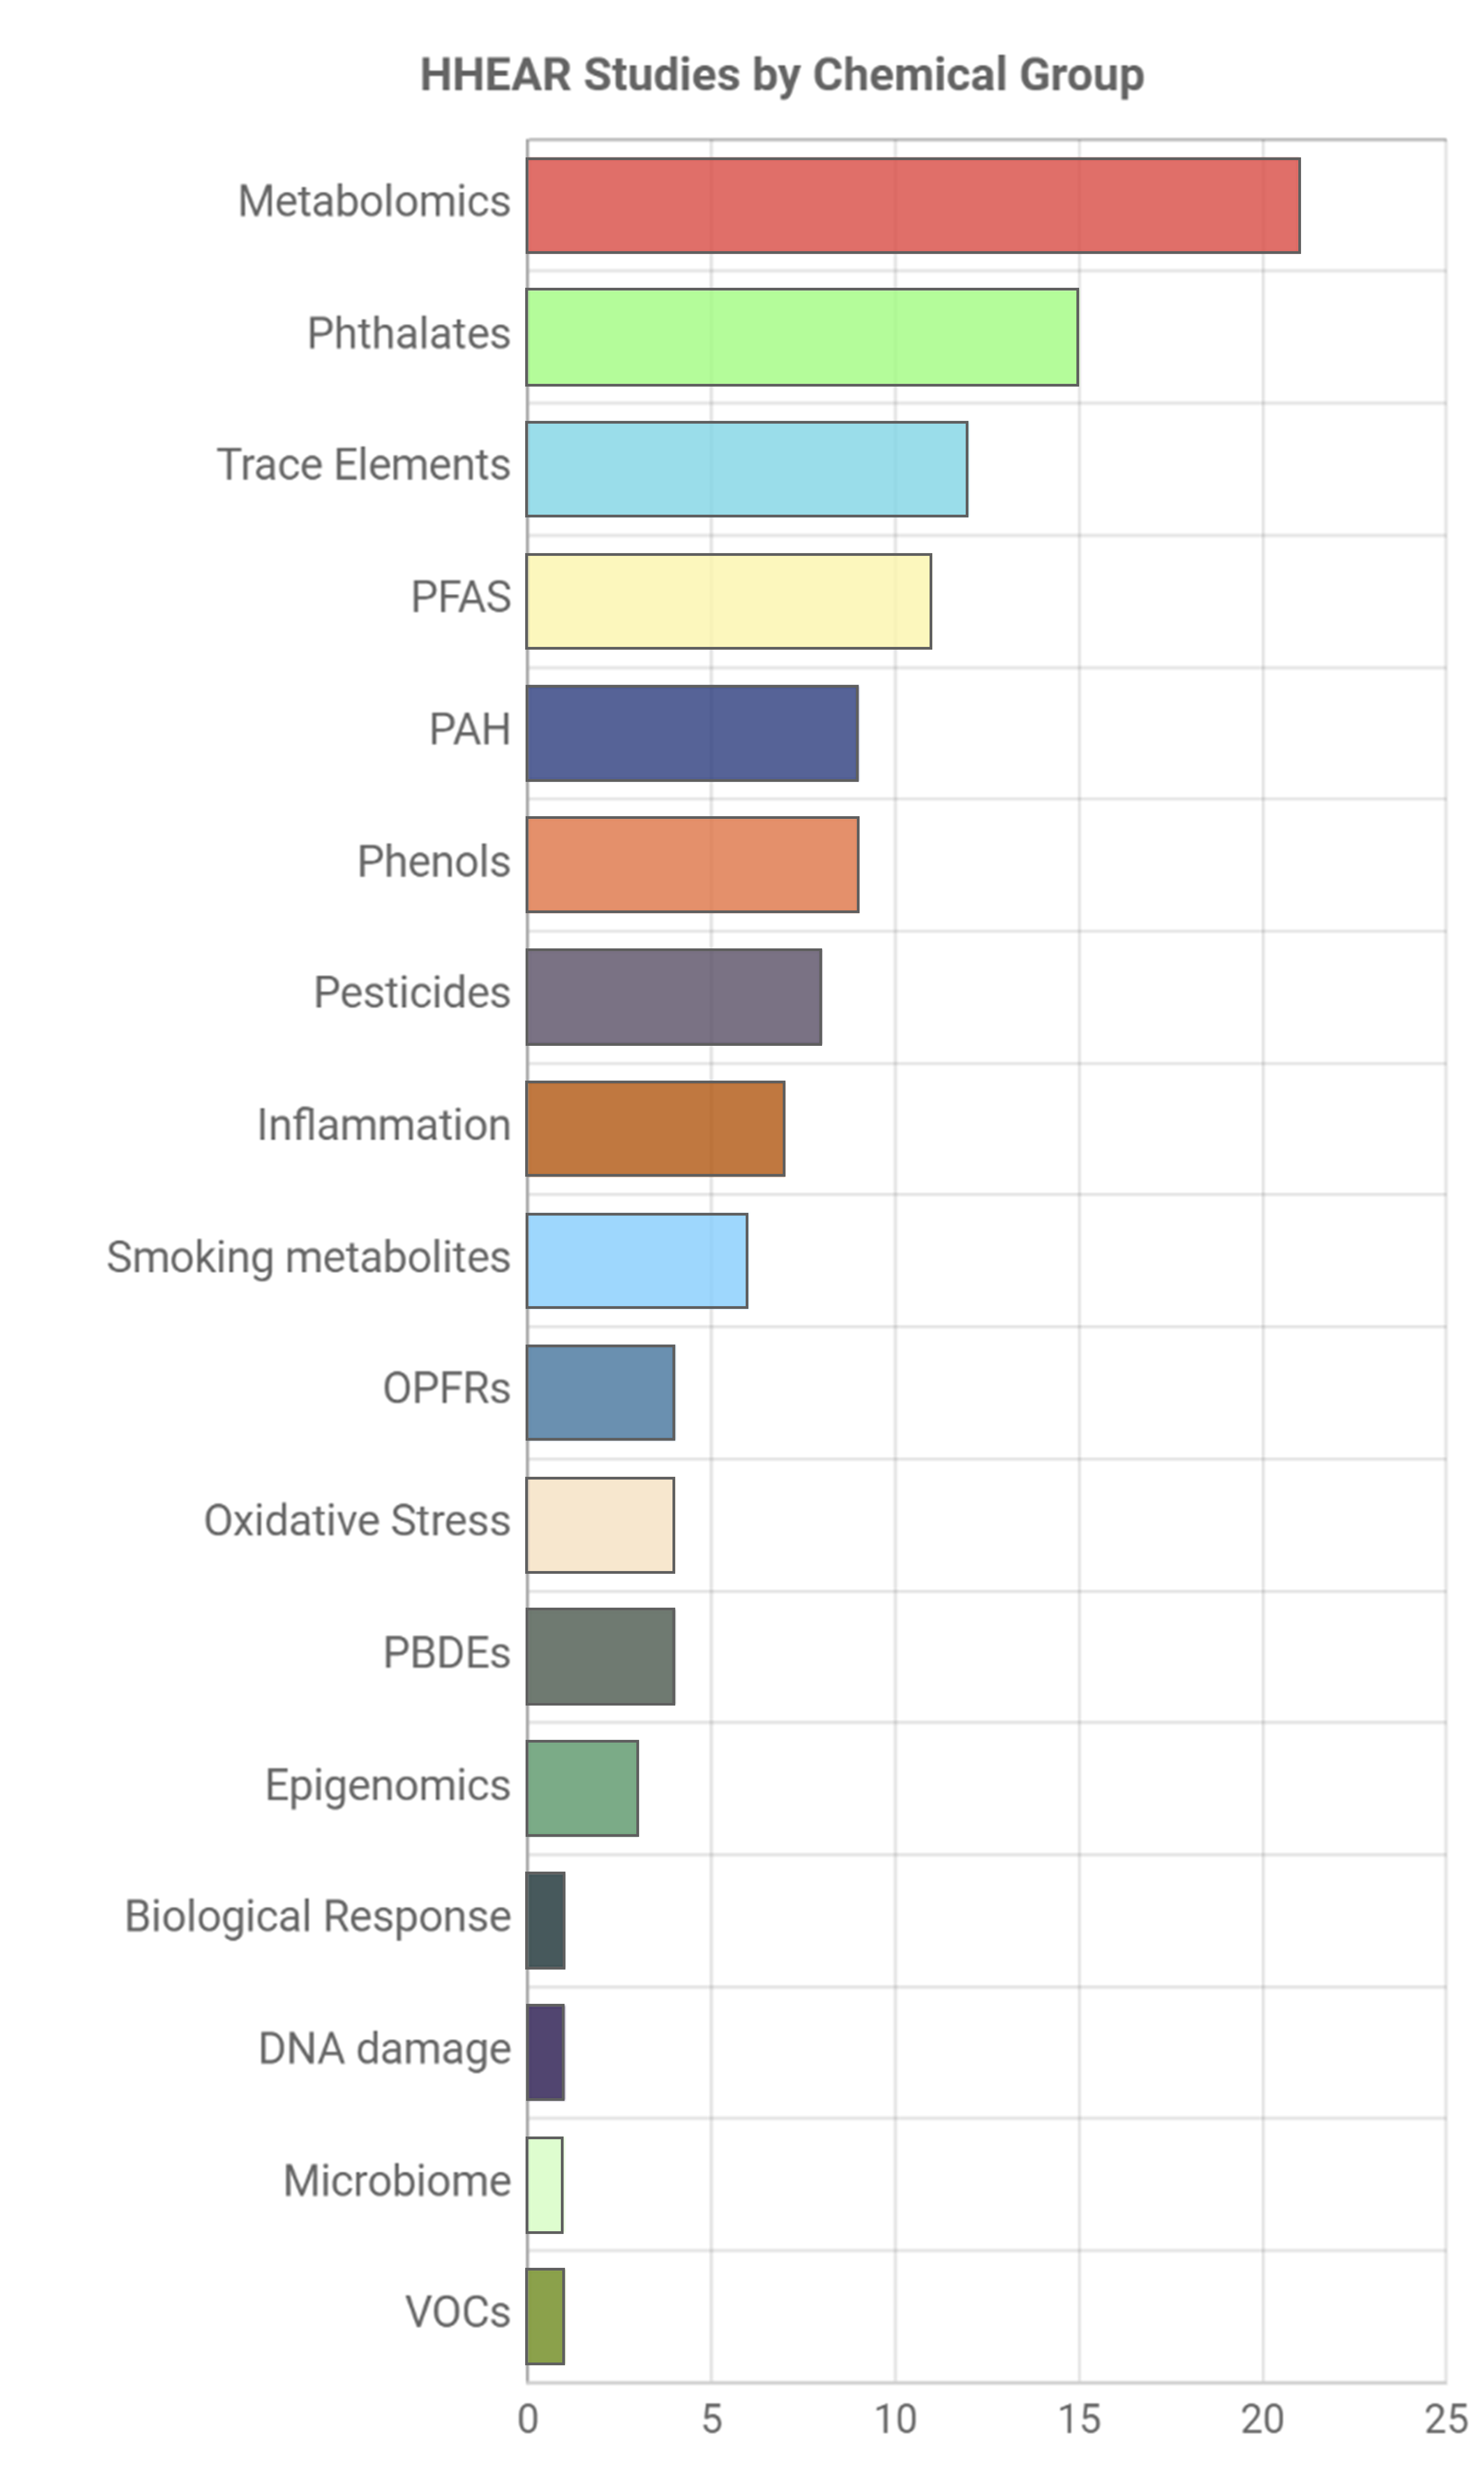 HHEAR Studies by Chemical Group
Metabolomics
Phthalates
Trace Elements
PFAS
PAH
Phenols
Pesticides
Inflammation
Smoking metabolites
OPFRs
Oxidative Stress
PBDEs
Epigenomics
Biological Response
DNA damage
Microbiome
VOCs
0 5 10 15 20 25